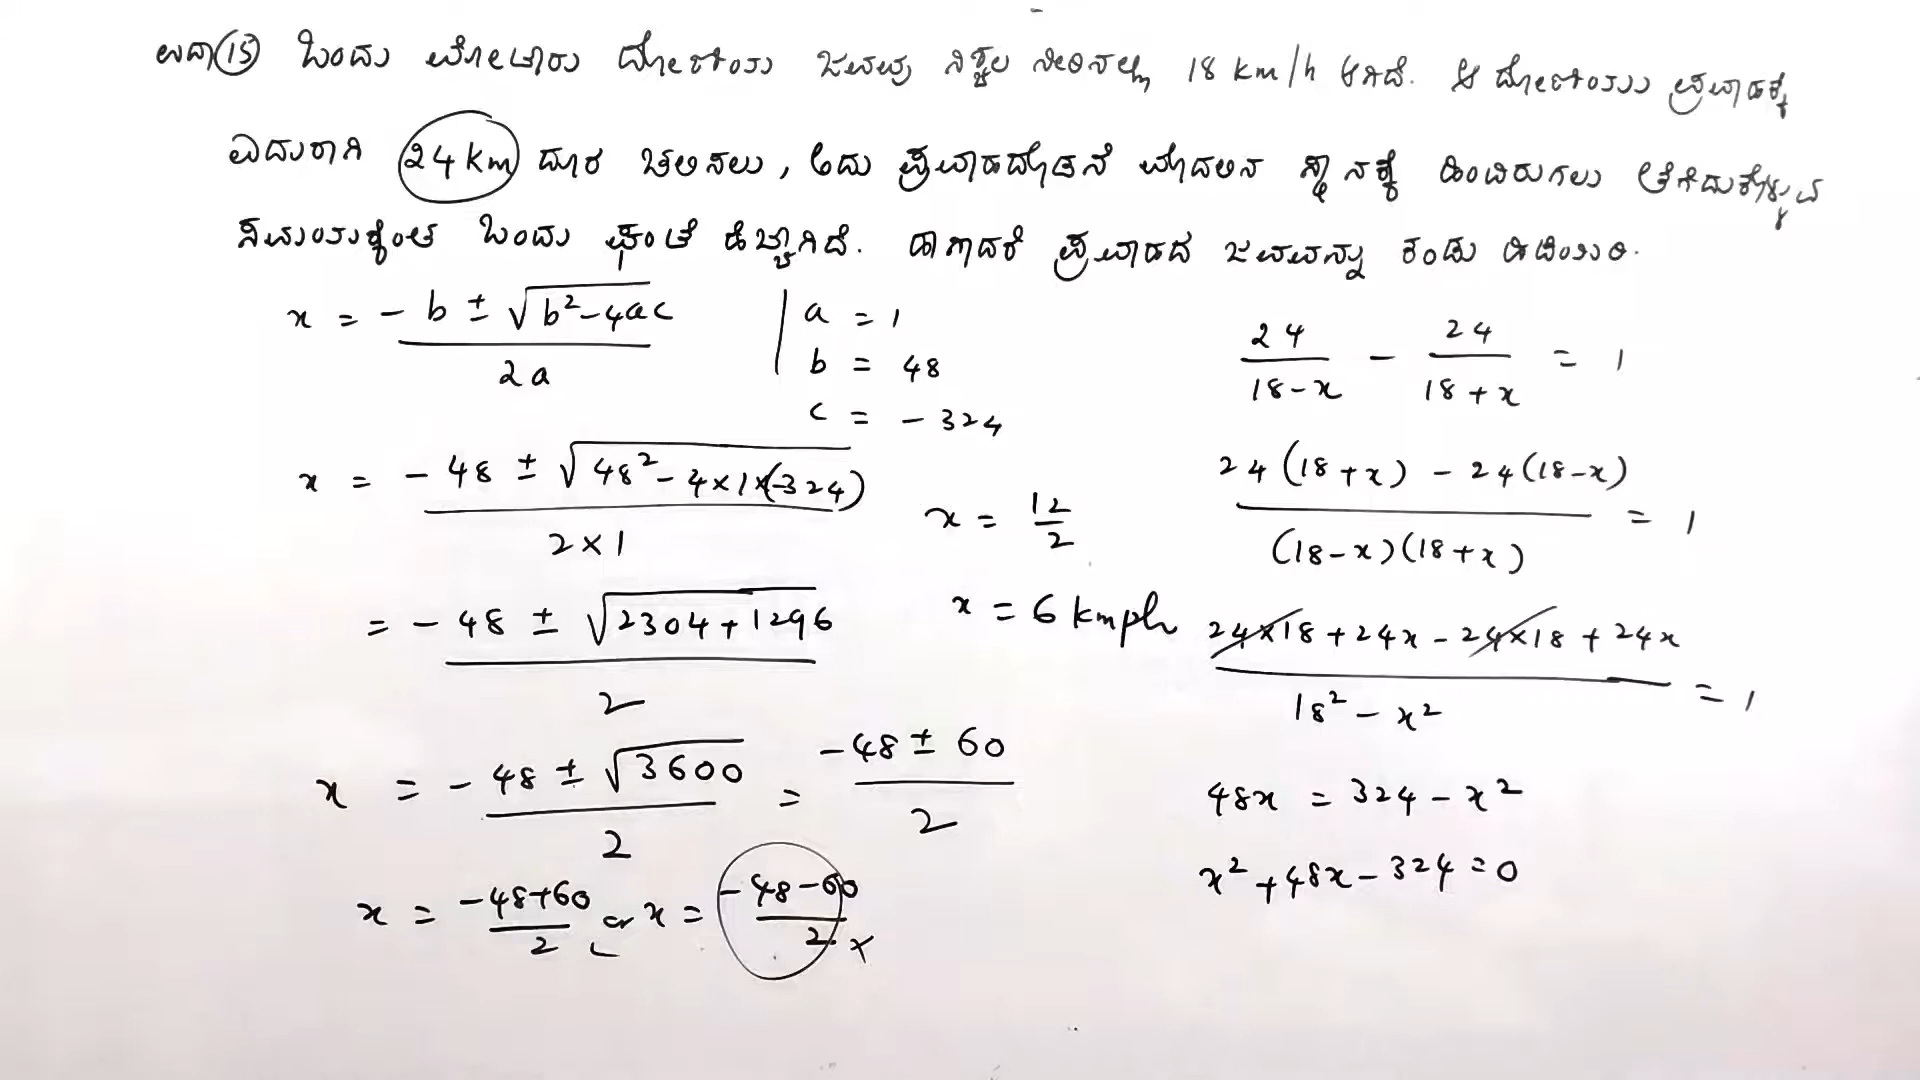 ಉದಾ 15 ಒಂದು ಮೋಟಾರು ದೋಣಿಯ ಜವವು ನಿಶ್ಚಲ ನೀರಿನಲ್ಲಿ 18 km/h ಆಗಿದೆ. ಆ ದೋಣಿಯು ಪ್ರವಾಹಕ್ಕೆ
ಎದುರಾಗಿ 24 km ದೂರ ಚಲಿಸಲು, ಅದು ಪ್ರವಾಹದೊಡನೆ ಮೊದಲಿನ ಸ್ಥಾನಕ್ಕೆ ಹಿಂದಿರುಗಲು ತೆಗೆದುಕೊಳ್ಳುವ
ಸಮಯಕ್ಕಿಂತ ಒಂದು ಘಂಟೆ ಹೆಚ್ಚಾಗಿದೆ. ಹಾಗಾದರೆ ಪ್ರವಾಹದ ಜವವನ್ನು ಕಂಡು ಹಿಡಿಯಿರಿ.
x = (-b ± √(b²-4ac))/2a
a = 1
b = 48
c = -324
x = (-48 ± √(48²-4×1×(-324)))/(2×1)
= (-48 ± √(2304+1296))/2
x = (-48 ± √3600)/2 = (-48 ± 60)/2
x = (-48+60)/2 or x = (-48-60)/2 ×
x = 12/2
x = 6 kmph
24/(18-x) - 24/(18+x) = 1
(24(18+x) - 24(18-x))/((18-x)(18+x)) = 1
(24×18+24x-24×18+24x)/(18²-x²) = 1
48x = 324-x²
x²+48x-324=0